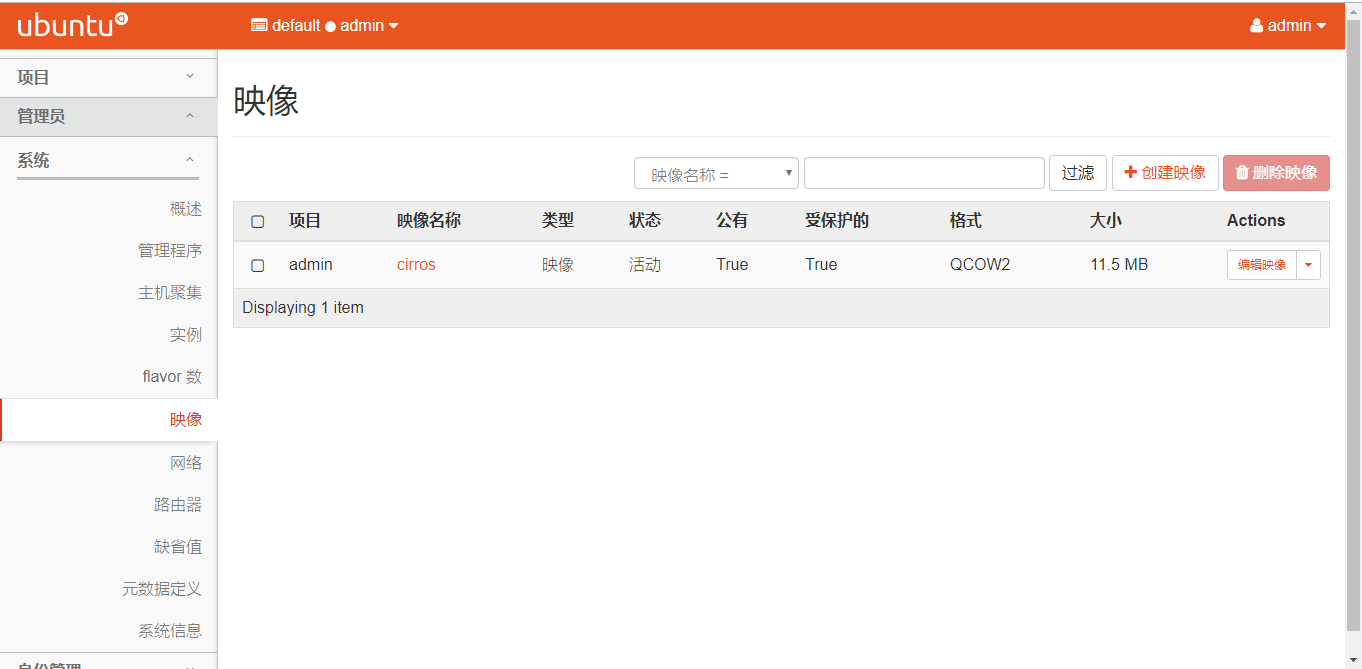 ubuntu
default ● admin
admin
项目
管理员
系统
概述
管理程序
主机聚集
实例
flavor 数
映像
网络
路由器
缺省值
元数据定义
系统信息
身份管理
映像
映像名称 = 过滤 创建映像 删除映像
项目 映像名称 类型 状态 公有 受保护的 格式 大小 Actions
admin cirros 映像 活动 True True QCOW2 11.5 MB 编辑映像
Displaying 1 item